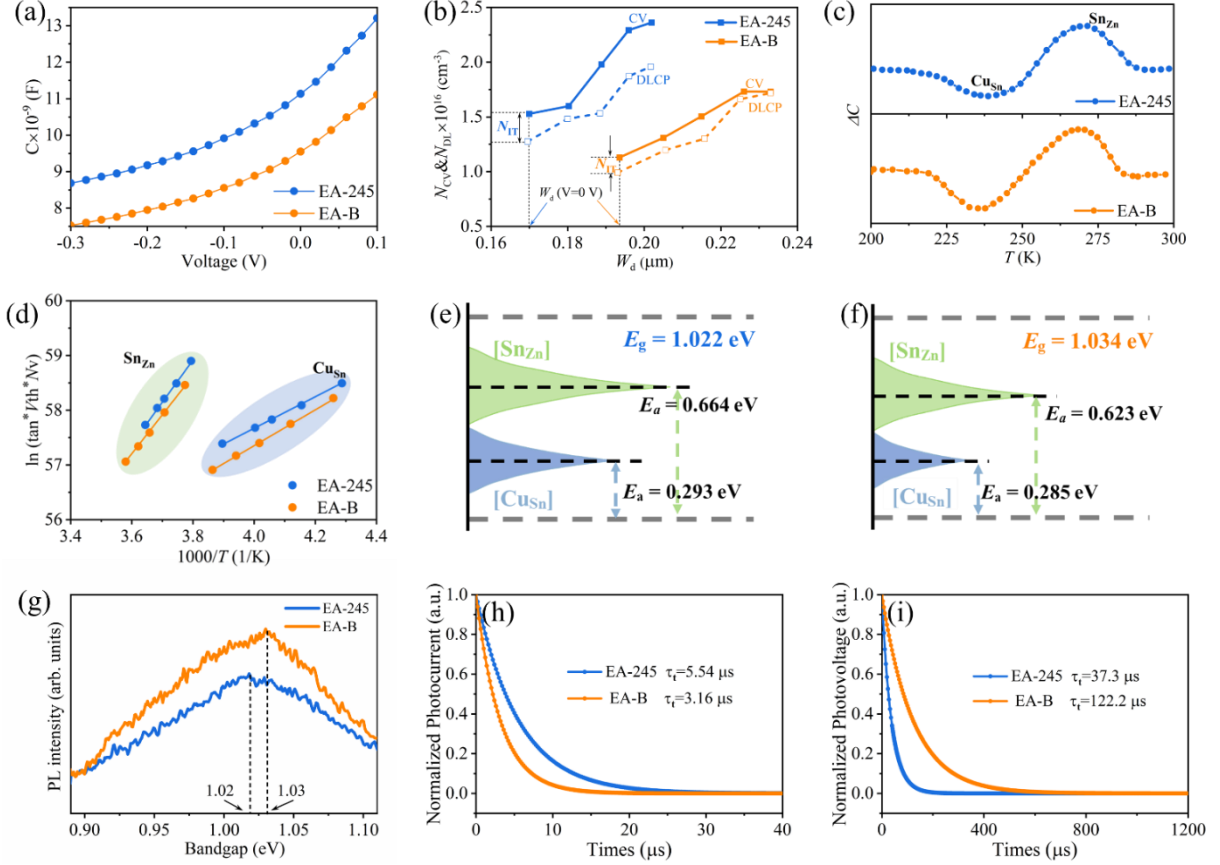 (a)
C×10⁻⁹ (F)
13
12
11
10
9
8
EA-245
EA-B
-0.3
-0.2
-0.1
0.0
0.1
Voltage (V)
(b)
N_CV&N_DL×10¹⁶ (cm⁻³)
2.5
2.0
1.5
1.0
0.5
CV
DLCP
EA-245
EA-B
CV
DLCP
N_IT
N_IT
W_d (V=0 V)
0.16
0.18
0.20
0.22
0.24
W_d (μm)
(c)
ΔC
Sn_Zn
Cu_Sn
EA-245
EA-B
200
225
250
275
300
T (K)
(d)
ln (tan*Vth*Nv)
60
59
58
57
56
Sn_Zn
Cu_Sn
EA-245
EA-B
3.4
3.6
3.8
4.0
4.2
4.4
1000/T (1/K)
(e)
E_g = 1.022 eV
[Sn_Zn]
E_a = 0.664 eV
[Cu_Sn]
E_a = 0.293 eV
(f)
E_g = 1.034 eV
[Sn_Zn]
E_a = 0.623 eV
[Cu_Sn]
E_a = 0.285 eV
(g)
PL intensity (arb. units)
EA-245
EA-B
1.02
1.03
0.90
0.95
1.00
1.05
1.10
Bandgap (eV)
(h)
Normalized Photocurrent (a.u.)
1.0
0.8
0.6
0.4
0.2
0.0
EA-245 τ_t=5.54 μs
EA-B τ_t=3.16 μs
0
10
20
30
40
Times (μs)
(i)
Normalized Photovoltage (a.u.)
1.0
0.8
0.6
0.4
0.2
0.0
EA-245 τ_t=37.3 μs
EA-B τ_t=122.2 μs
0
400
800
1200
Times (μs)